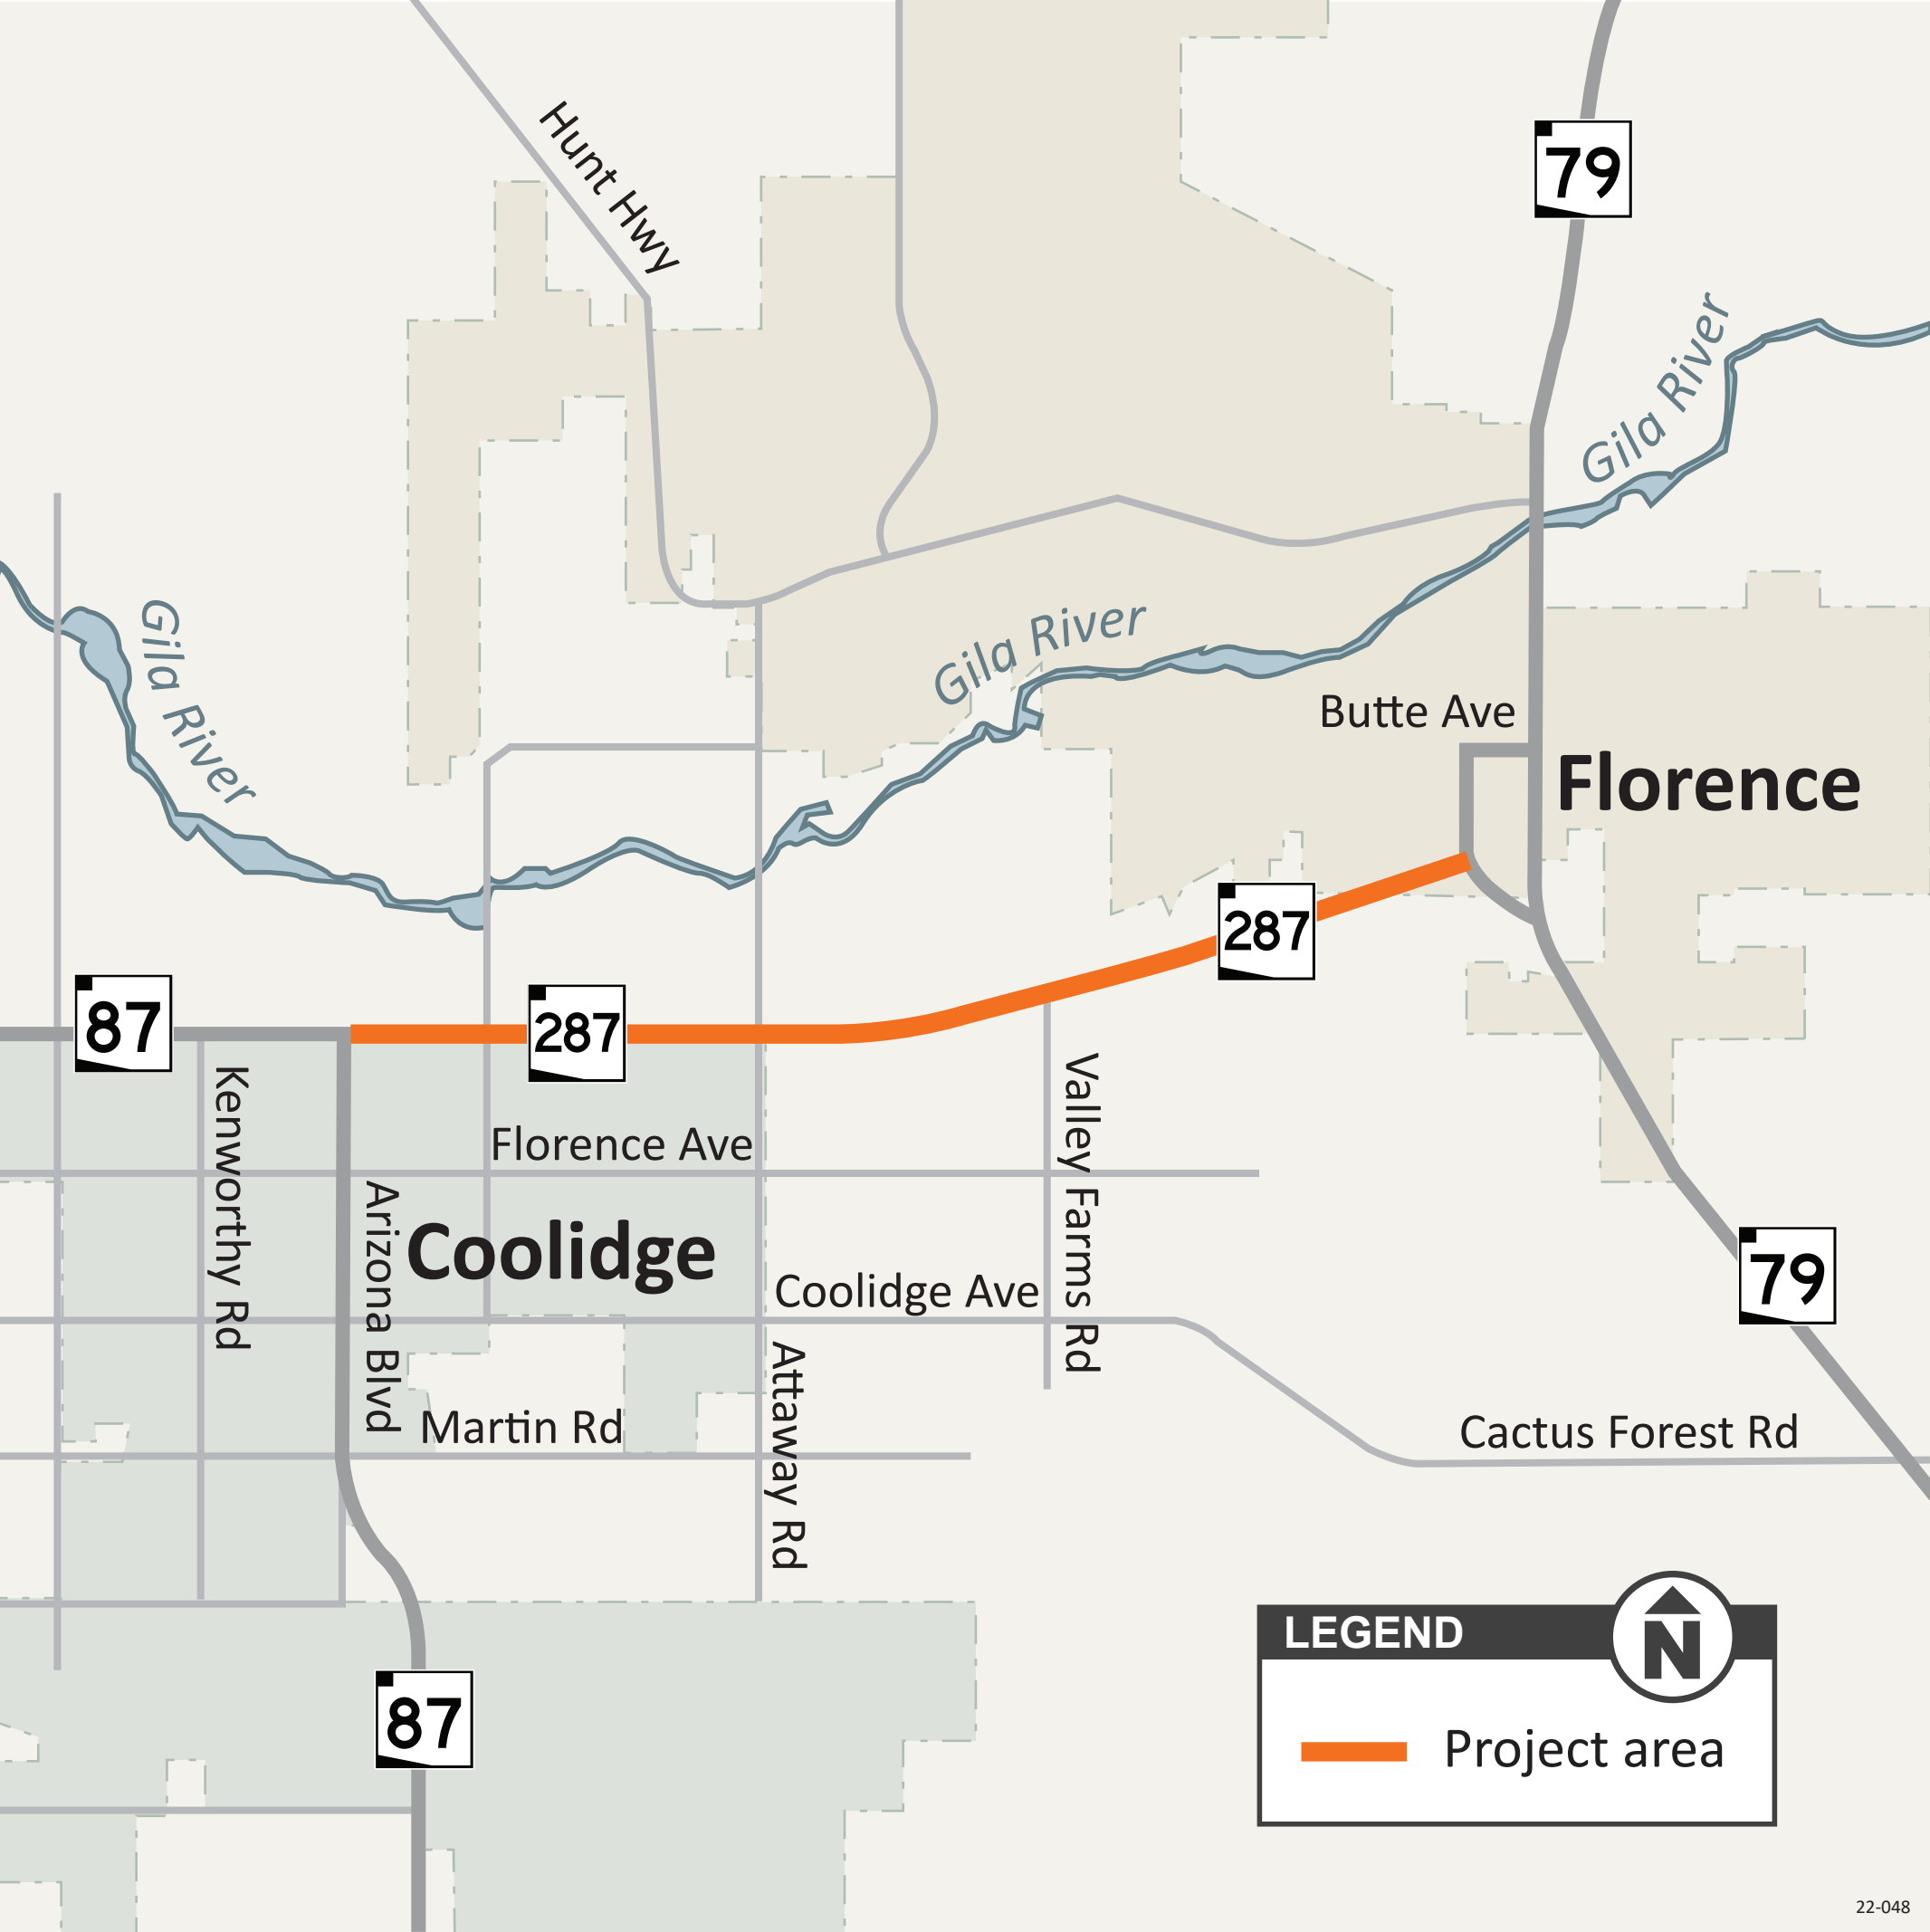 Hunt Hwy
79
Gila River
Gila River
Gila River
Butte Ave
Florence
287
87
287
Kenworthy Rd
Valley Farms Rd
Florence Ave
Arizona Blvd
Coolidge
Coolidge Ave
79
Attaway Rd
Martin Rd
Cactus Forest Rd
87
LEGEND
N
Project area
22-048